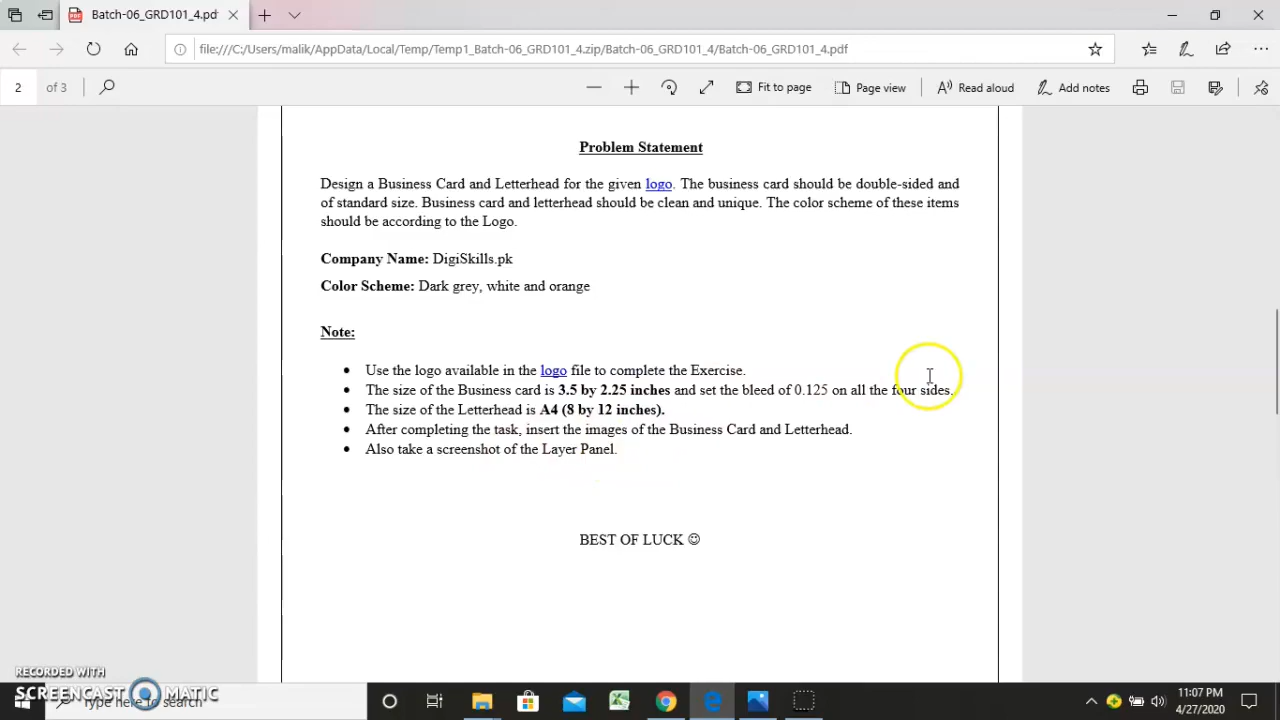 Batch-06_GRD101_4.pdf
file:///C:/Users/malik/AppData/Local/Temp/Temp1_Batch-06_GRD101_4.zip/Batch-06_GRD101_4/Batch-06_GRD101_4.pdf
2 of 3 Fit to page Page view Read aloud Add notes
Problem Statement
Design a Business Card and Letterhead for the given logo. The business card should be double-sided and
of standard size. Business card and letterhead should be clean and unique. The color scheme of these items
should be according to the Logo.
Company Name: DigiSkills.pk
Color Scheme: Dark grey, white and orange
Note:
• Use the logo available in the logo file to complete the Exercise.
• The size of the Business card is 3.5 by 2.25 inches and set the bleed of 0.125 on all the four sides.
• The size of the Letterhead is A4 (8 by 12 inches).
• After completing the task, insert the images of the Business Card and Letterhead.
• Also take a screenshot of the Layer Panel.
BEST OF LUCK ☺
RECORDED WITH
SCREENCAST MATIC
Type here to search
11:07 PM
4/27/2020